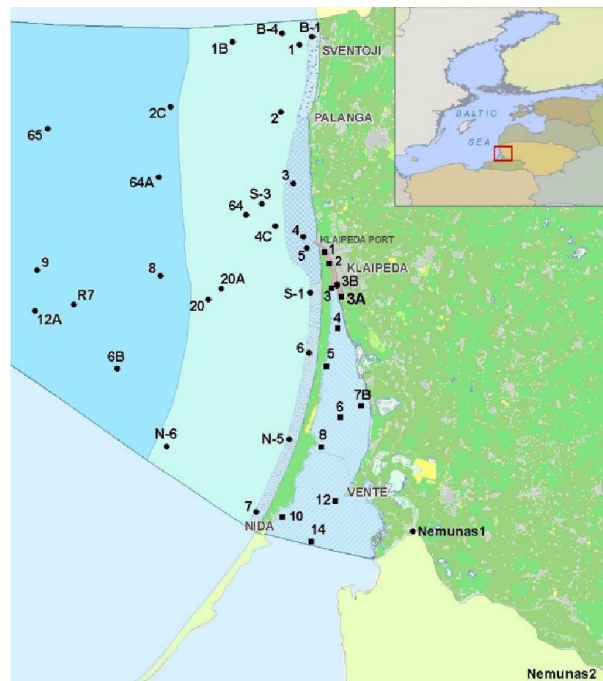 B-4
B-1
1B
1
SVENTOJI
BALTIC
SEA
2C
2
PALANGA
65
64A
3
S-3
64
4C
4
KLAIPEDA PORT
5
1
KLAIPEDA
2
9
8
20A
3B
R7
S-1
3
3A
20
12A
4
6
5
6B
7B
6
N-6
N-5
8
12
VENTE
7
10
NIDA
14
Nemunas1
Nemunas2